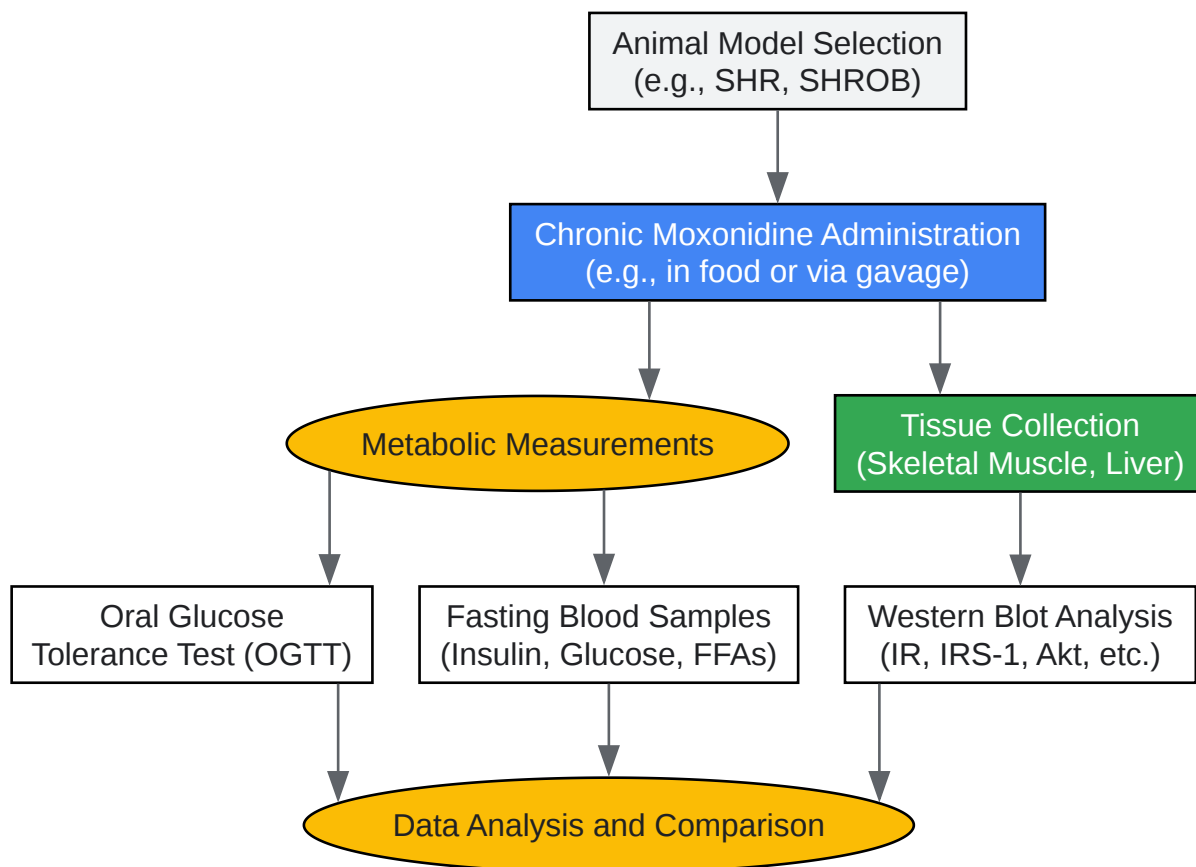 Animal Model Selection
(e.g., SHR, SHROB)
Chronic Moxonidine Administration
(e.g., in food or via gavage)
Metabolic Measurements
Tissue Collection
(Skeletal Muscle, Liver)
Oral Glucose
Tolerance Test (OGTT)
Fasting Blood Samples
(Insulin, Glucose, FFAs)
Western Blot Analysis
(IR, IRS-1, Akt, etc.)
Data Analysis and Comparison